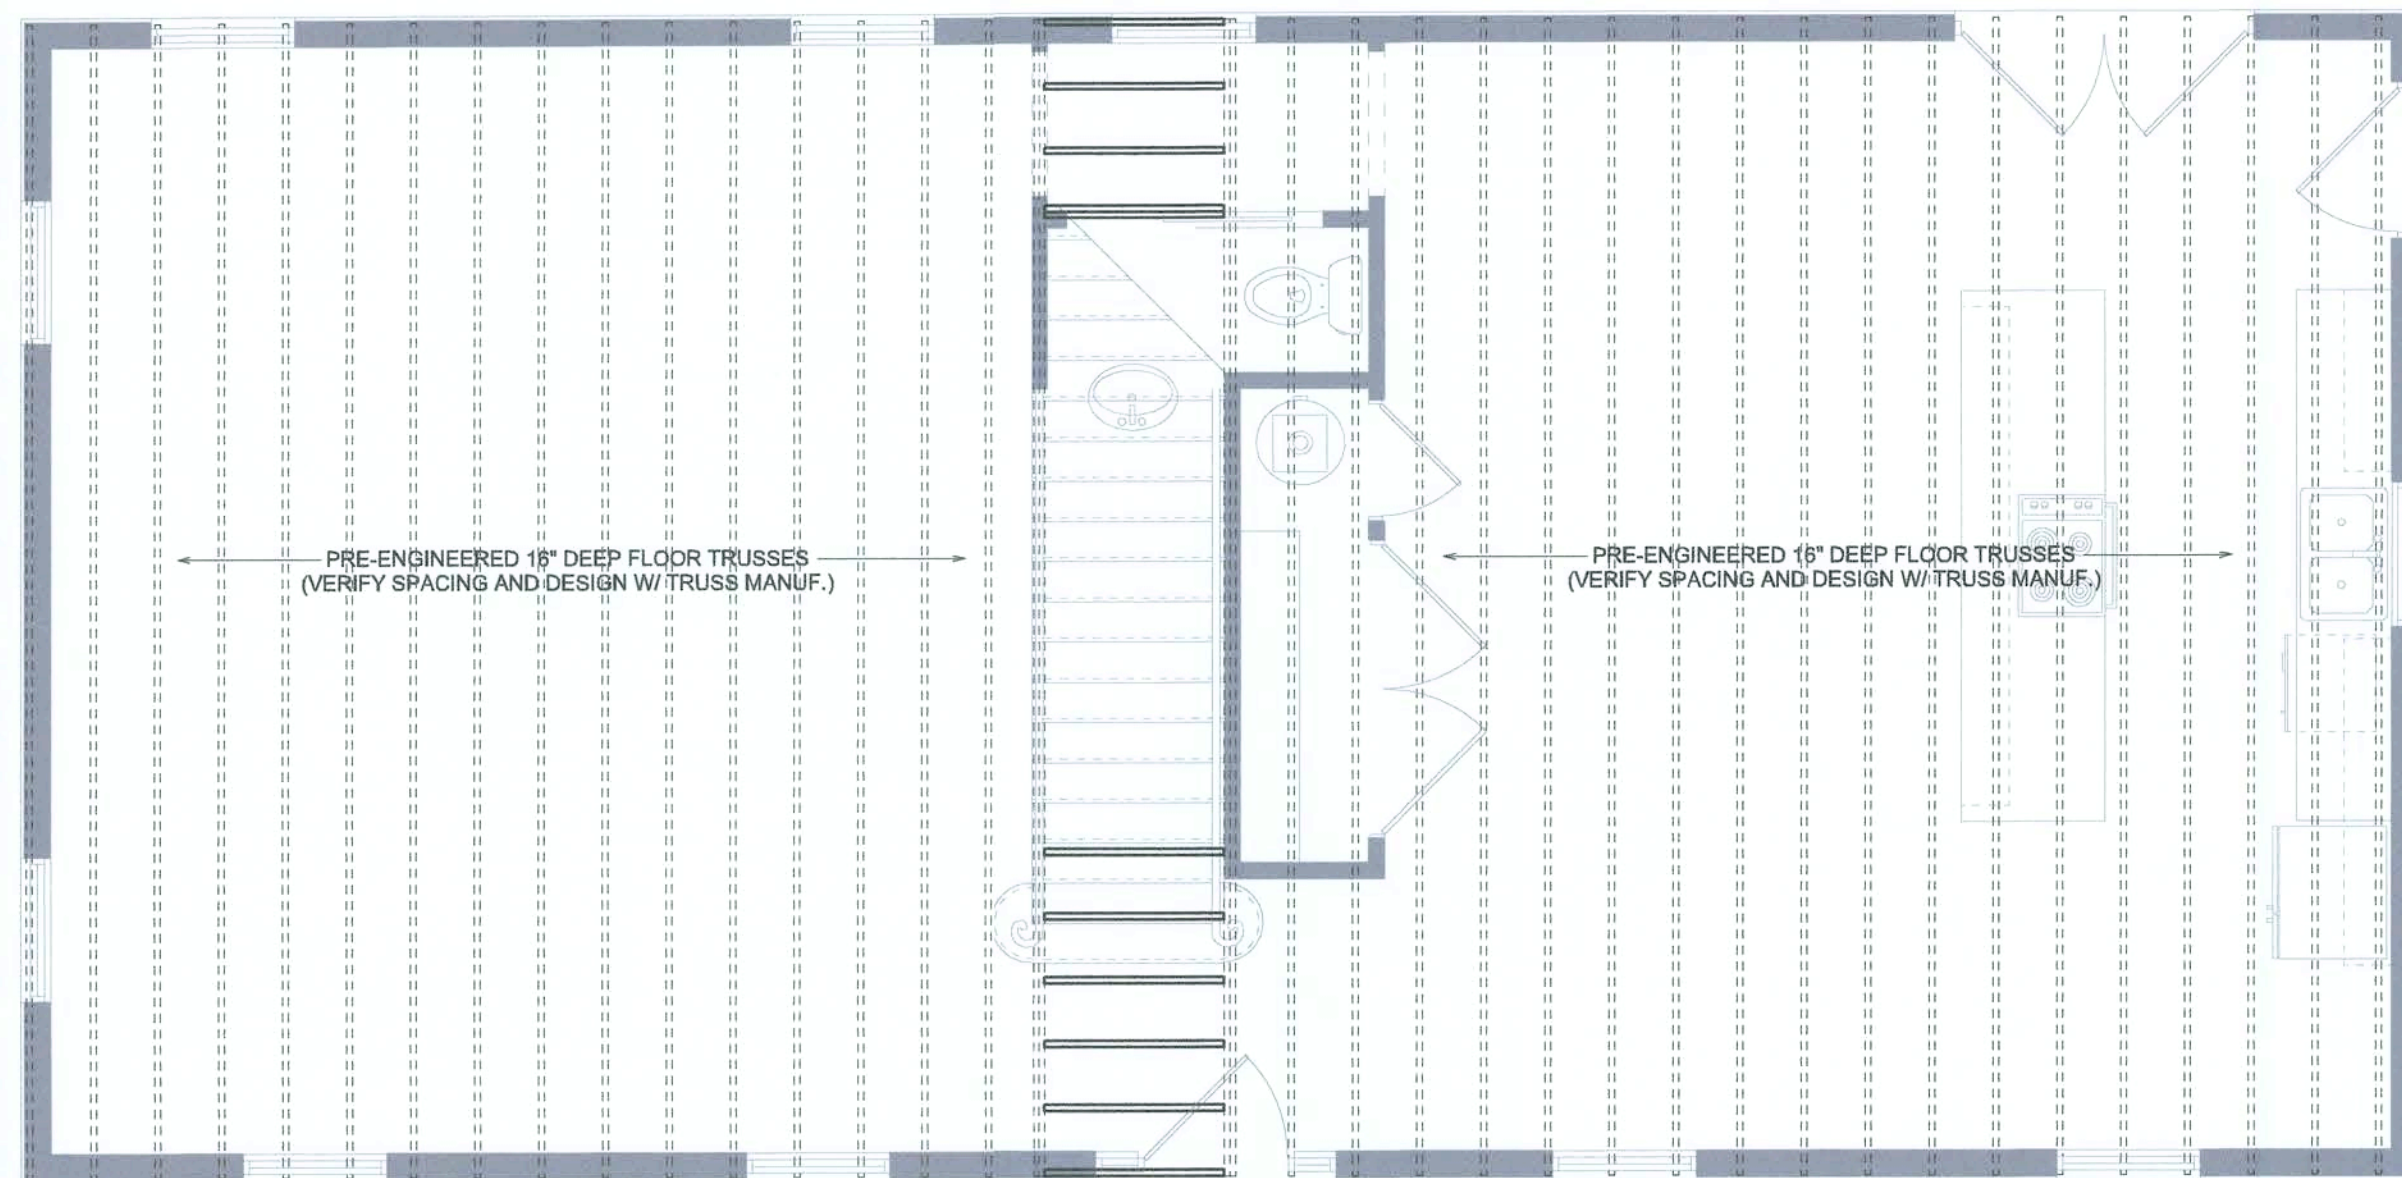 PRE-ENGINEERED 16" DEEP FLOOR TRUSSES
(VERIFY SPACING AND DESIGN W/ TRUSS MANUF.)
PRE-ENGINEERED 16" DEEP FLOOR TRUSSES
(VERIFY SPACING AND DESIGN W/ TRUSS MANUF.)